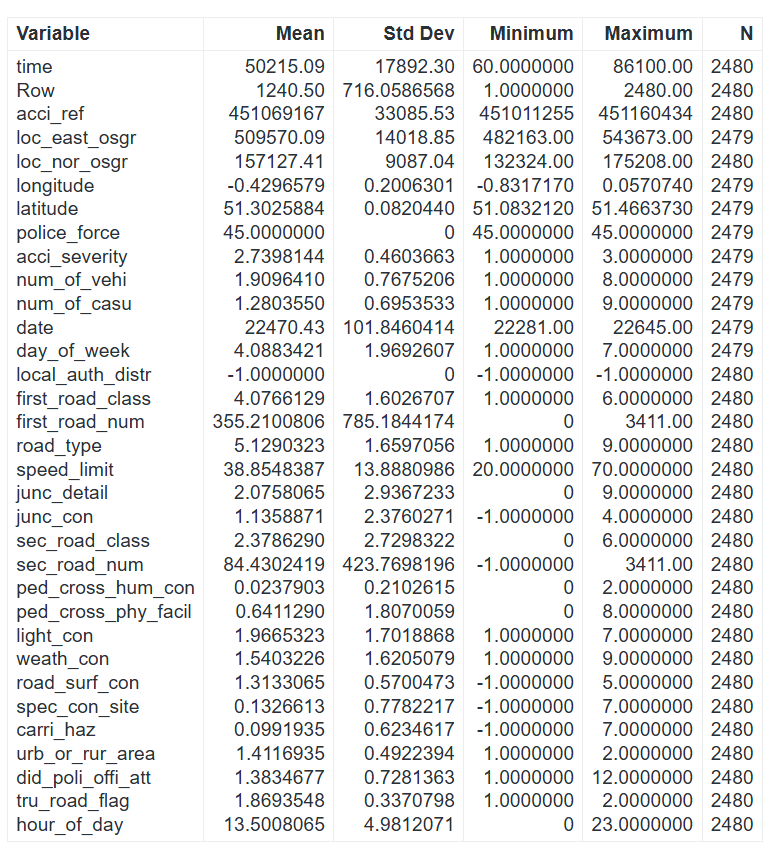 Variable Mean Std Dev Minimum Maximum N
time 50215.09 17892.30 60.0000000 86100.00 2480
Row 1240.50 716.0586568 1.0000000 2480.00 2480
acci_ref 451069167 33085.53 451011255 451160434 2480
loc_east_osgr 509570.09 14018.85 482163.00 543673.00 2479
loc_nor_osgr 157127.41 9087.04 132324.00 175208.00 2480
longitude -0.4296579 0.2006301 -0.8317170 0.0570740 2479
latitude 51.3025884 0.0820440 51.0832120 51.4663730 2479
police_force 45.0000000 0 45.0000000 45.0000000 2479
acci_severity 2.7398144 0.4603663 1.0000000 3.0000000 2479
num_of_vehi 1.9096410 0.7675206 1.0000000 8.0000000 2479
num_of_casu 1.2803550 0.6953533 1.0000000 9.0000000 2479
date 22470.43 101.8460414 22281.00 22645.00 2479
day_of_week 4.0883421 1.9692607 1.0000000 7.0000000 2479
local_auth_distr -1.0000000 0 -1.0000000 -1.0000000 2480
first_road_class 4.0766129 1.6026707 1.0000000 6.0000000 2480
first_road_num 355.2100806 785.1844174 0 3411.00 2480
road_type 5.1290323 1.6597056 1.0000000 9.0000000 2480
speed_limit 38.8548387 13.8880986 20.0000000 70.0000000 2480
junc_detail 2.0758065 2.9367233 0 9.0000000 2480
junc_con 1.1358871 2.3760271 -1.0000000 4.0000000 2480
sec_road_class 2.3786290 2.7298322 0 6.0000000 2480
sec_road_num 84.4302419 423.7698196 -1.0000000 3411.00 2480
ped_cross_hum_con 0.0237903 0.2102615 0 2.0000000 2480
ped_cross_phy_facil 0.6411290 1.8070059 0 8.0000000 2480
light_con 1.9665323 1.7018868 1.0000000 7.0000000 2480
weath_con 1.5403226 1.6205079 1.0000000 9.0000000 2480
road_surf_con 1.3133065 0.5700473 -1.0000000 5.0000000 2480
spec_con_site 0.1326613 0.7782217 -1.0000000 7.0000000 2480
carri_haz 0.0991935 0.6234617 -1.0000000 7.0000000 2480
urb_or_rur_area 1.4116935 0.4922394 1.0000000 2.0000000 2480
did_poli_offi_att 1.3834677 0.7281363 1.0000000 12.0000000 2480
tru_road_flag 1.8693548 0.3370798 1.0000000 2.0000000 2480
hour_of_day 13.5008065 4.9812071 0 23.0000000 2480